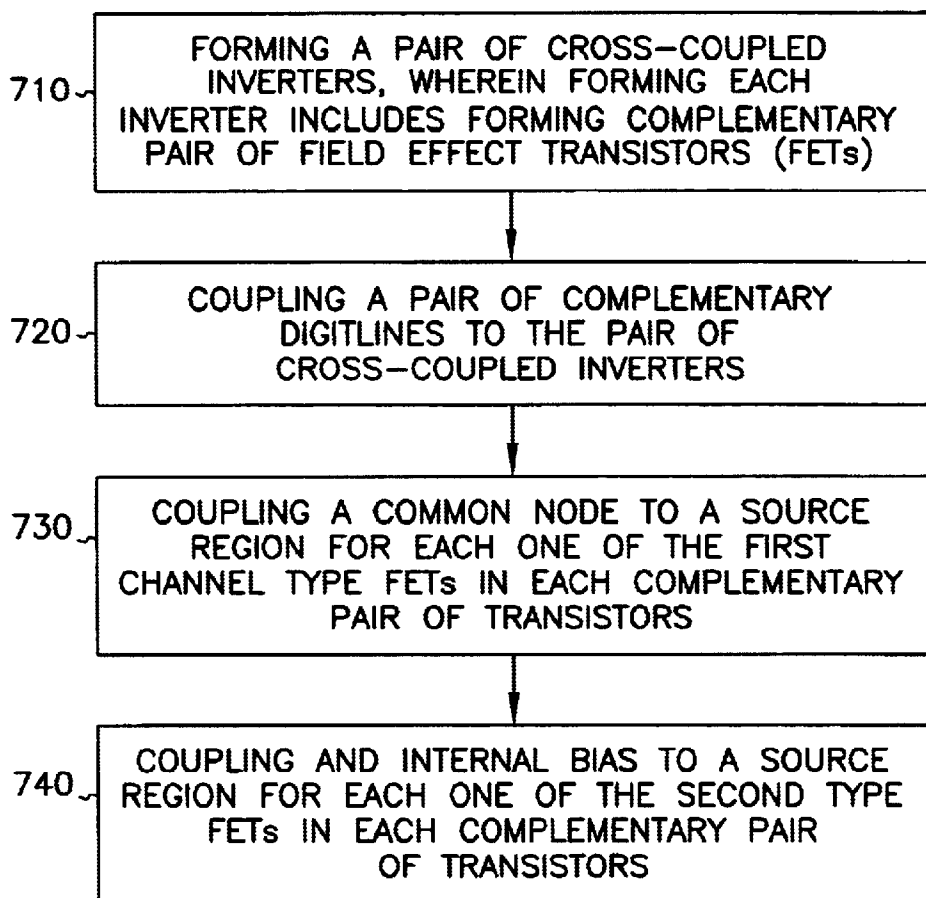 710
FORMING A PAIR OF CROSS-COUPLED
INVERTERS, WHEREIN FORMING EACH
INVERTER INCLUDES FORMING COMPLEMENTARY
PAIR OF FIELD EFFECT TRANSISTORS (FETs)
720
COUPLING A PAIR OF COMPLEMENTARY
DIGITLINES TO THE PAIR OF
CROSS-COUPLED INVERTERS
730
COUPLING A COMMON NODE TO A SOURCE
REGION FOR EACH ONE OF THE FIRST
CHANNEL TYPE FETs IN EACH COMPLEMENTARY
PAIR OF TRANSISTORS
740
COUPLING AND INTERNAL BIAS TO A SOURCE
REGION FOR EACH ONE OF THE SECOND TYPE
FETs IN EACH COMPLEMENTARY PAIR
OF TRANSISTORS